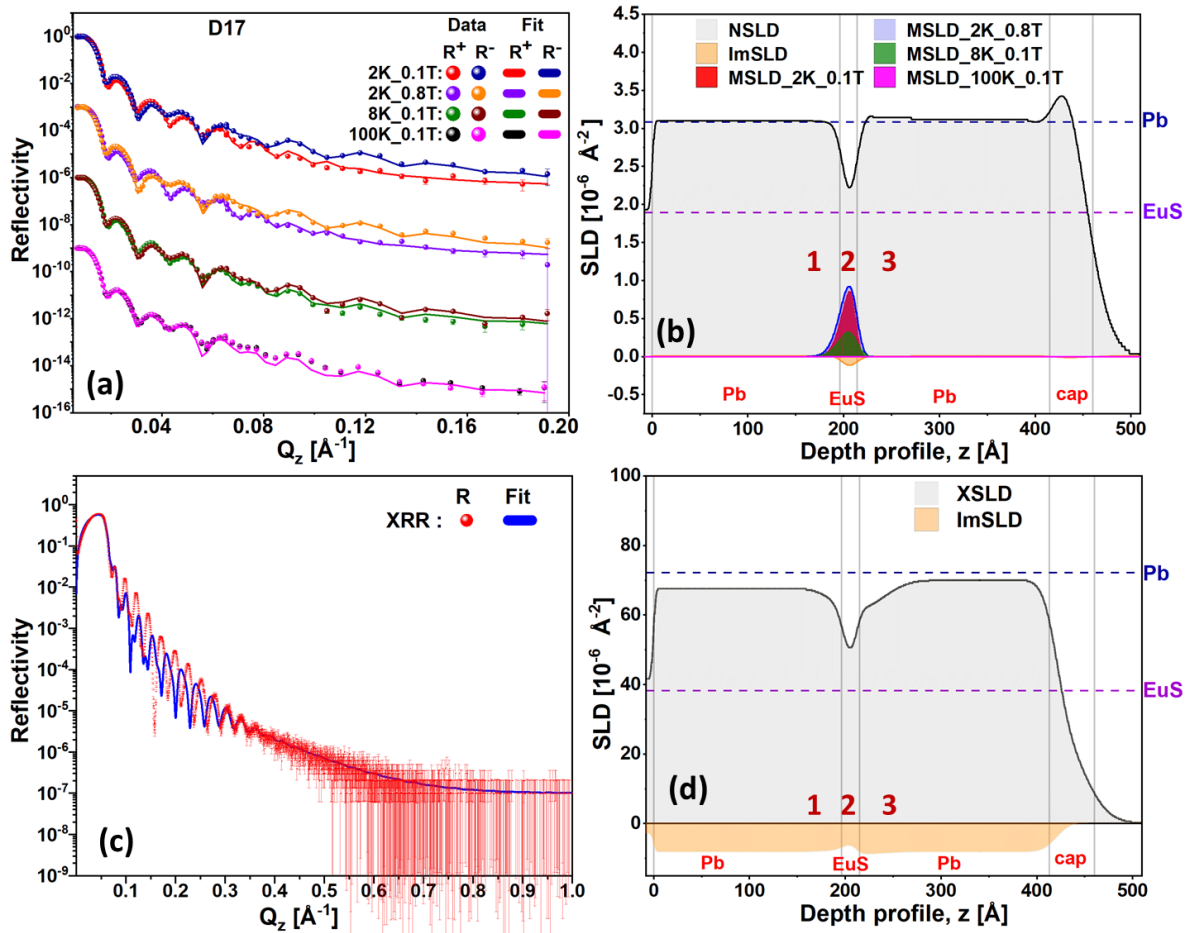 D17
Data Fit
R+ R- R+ R-
2K_0.1T:
2K_0.8T:
8K_0.1T:
100K_0.1T:
10⁰
10⁻²
10⁻⁴
10⁻⁶
10⁻⁸
10⁻¹⁰
10⁻¹²
10⁻¹⁴
10⁻¹⁶
Reflectivity
(a)
0.04 0.08 0.12 0.16 0.20
Qz [Å⁻¹]
NSLD MSLD_2K_0.8T
ImSLD MSLD_8K_0.1T
MSLD_2K_0.1T MSLD_100K_0.1T
4.5
4.0
3.5
3.0
2.5
2.0
1.5
1.0
0.5
0.0
-0.5
SLD [10⁻⁶ Å⁻²]
Pb
EuS
1 2 3
(b)
Pb EuS Pb cap
0 100 200 300 400 500
Depth profile, z [Å]
R Fit
XRR :
10⁰
10⁻¹
10⁻²
10⁻³
10⁻⁴
10⁻⁵
10⁻⁶
10⁻⁷
10⁻⁸
10⁻⁹
Reflectivity
(c)
0.1 0.2 0.3 0.4 0.5 0.6 0.7 0.8 0.9 1.0
Qz [Å⁻¹]
XSLD
ImSLD
100
80
60
40
20
0
SLD [10⁻⁶ Å⁻²]
Pb
EuS
1 2 3
(d)
Pb EuS Pb cap
0 100 200 300 400 500
Depth profile, z [Å]